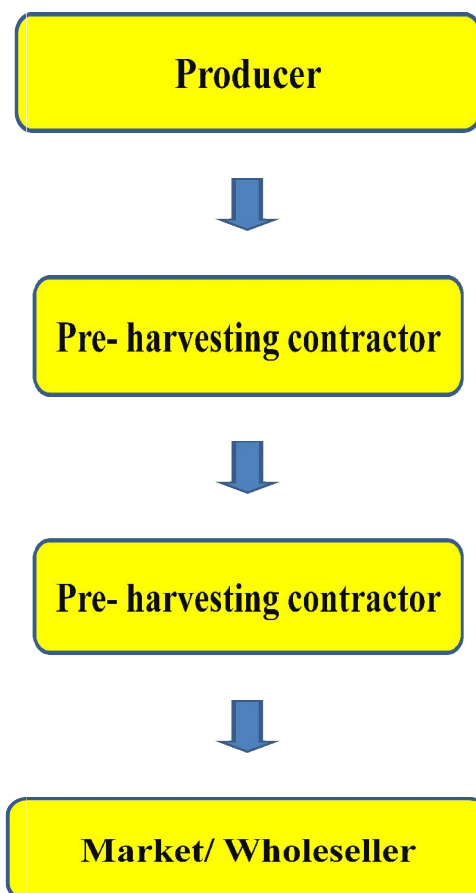 Producer
Pre- harvesting contractor
Pre- harvesting contractor
Market/ Wholeseller